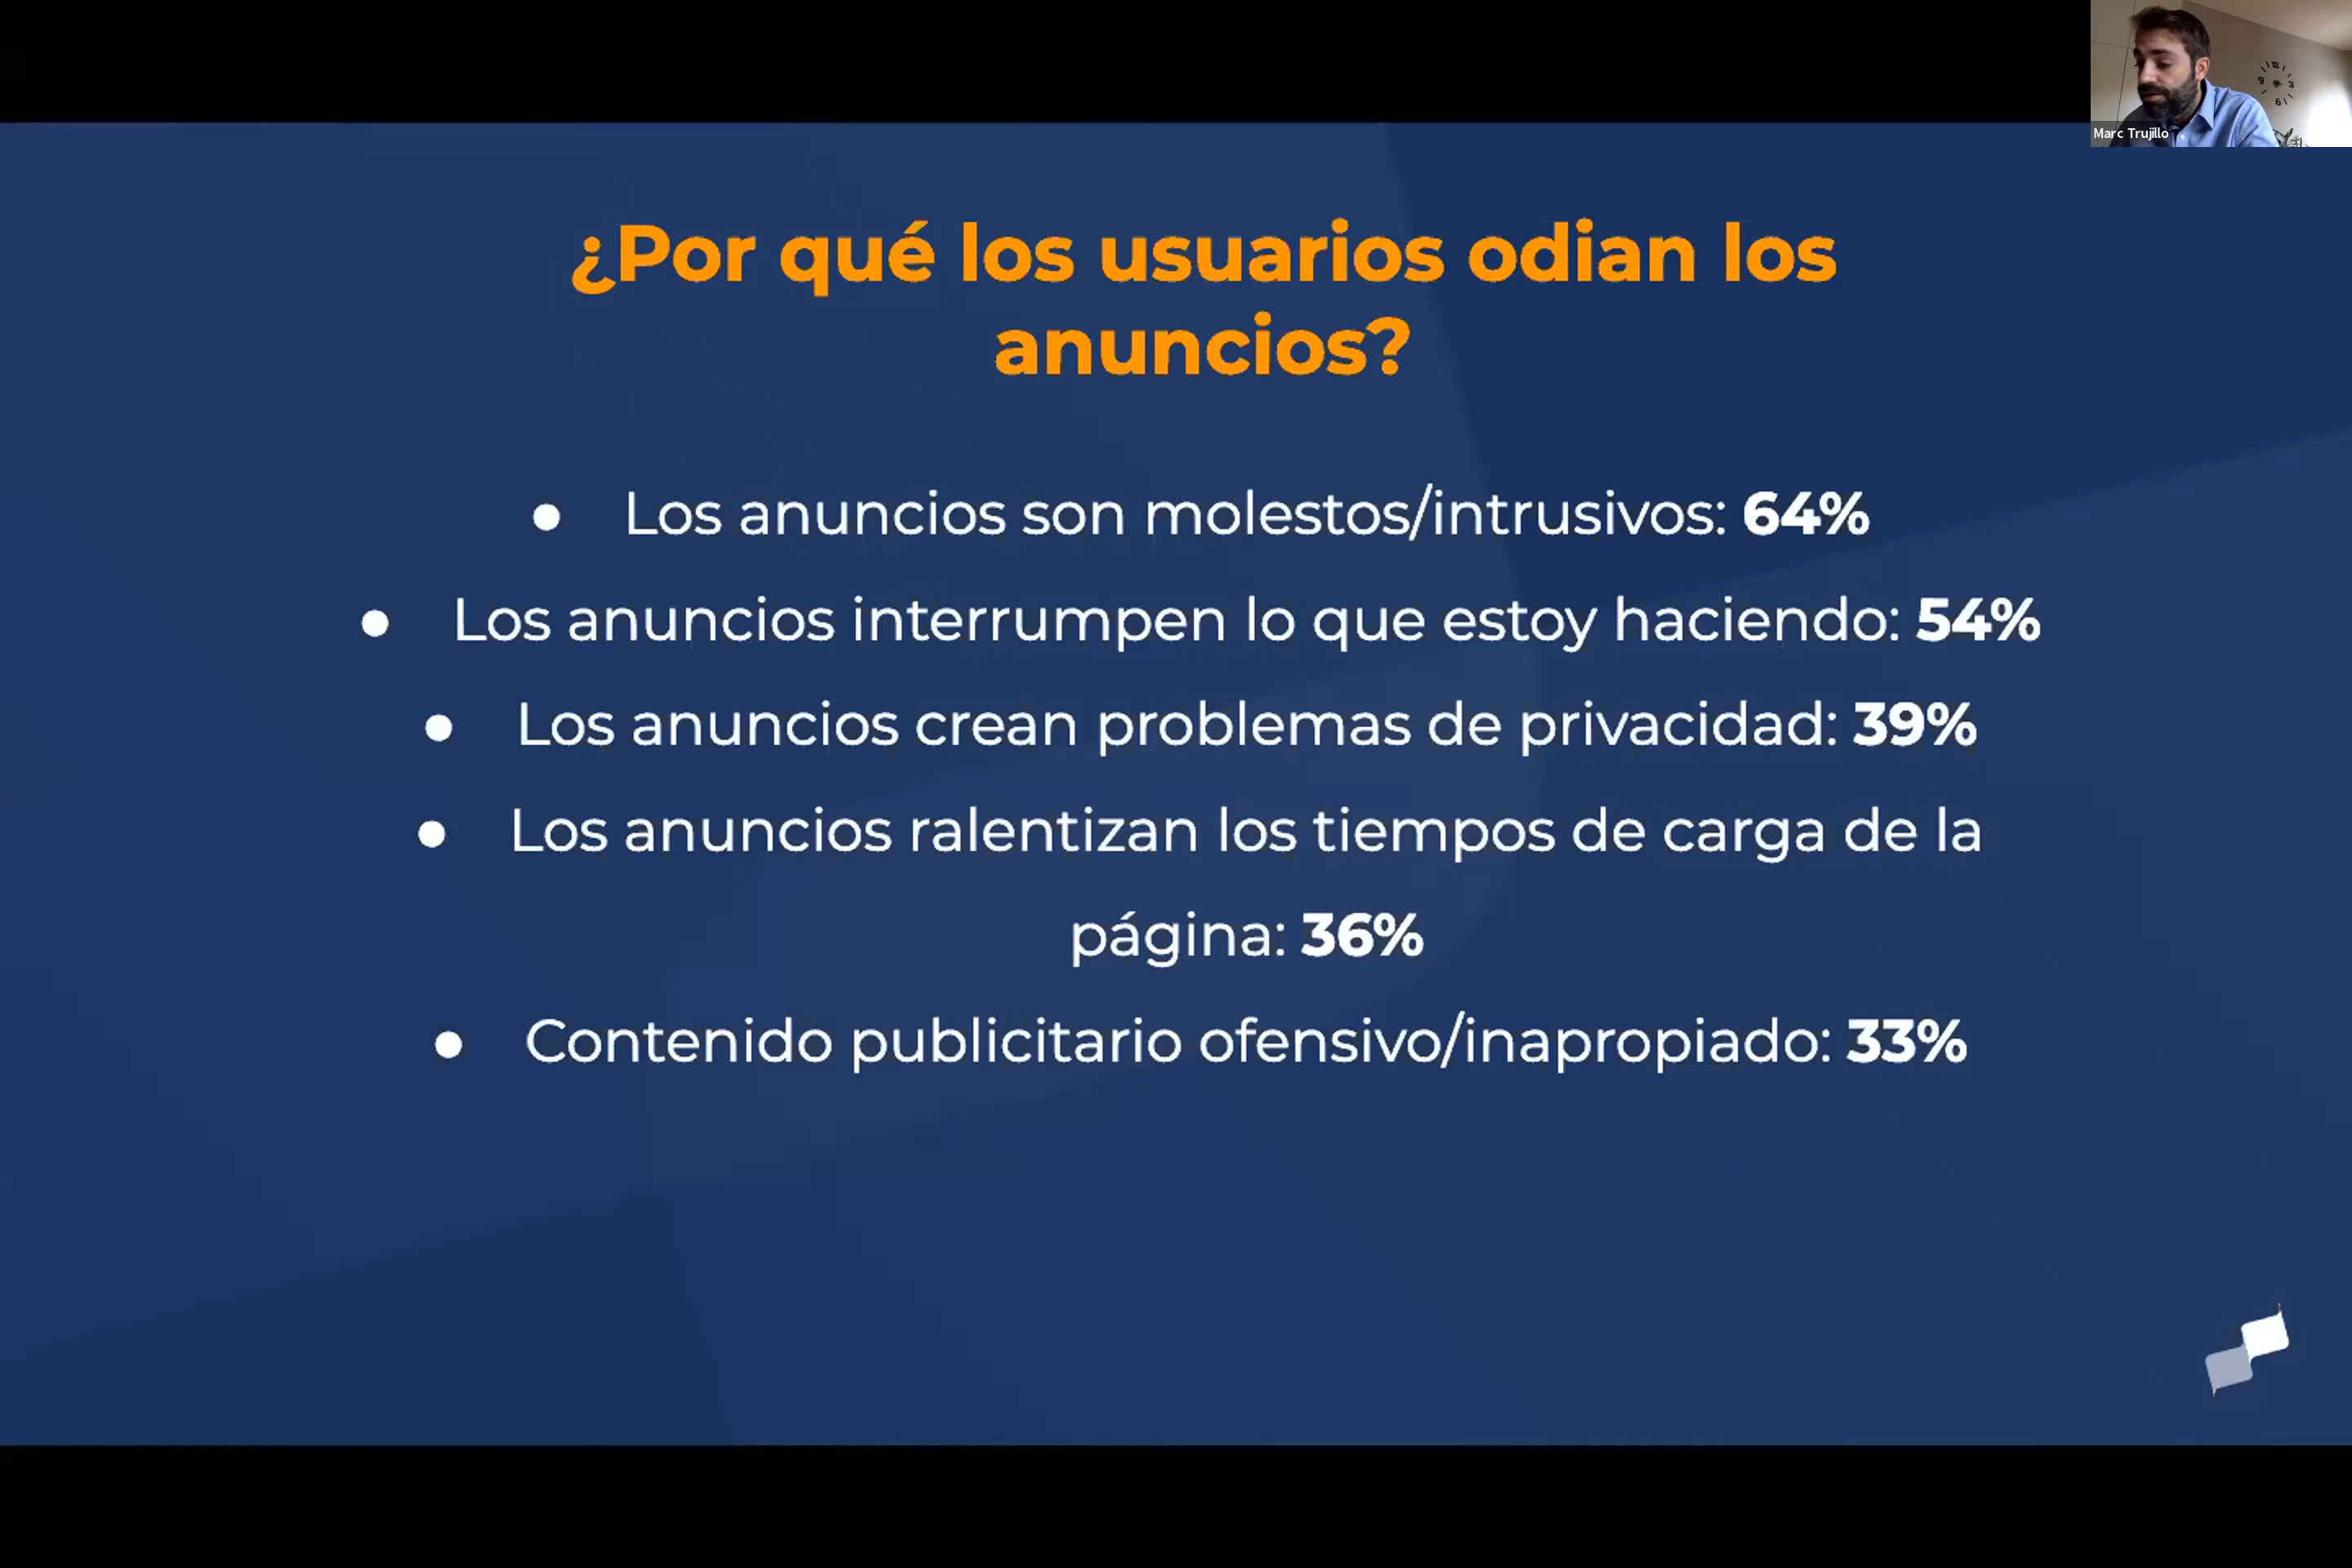 Marc Trujillo
¿Por qué los usuarios odian los
anuncios?
● Los anuncios son molestos/intrusivos: 64%
● Los anuncios interrumpen lo que estoy haciendo: 54%
● Los anuncios crean problemas de privacidad: 39%
● Los anuncios ralentizan los tiempos de carga de la
página: 36%
● Contenido publicitario ofensivo/inapropiado: 33%